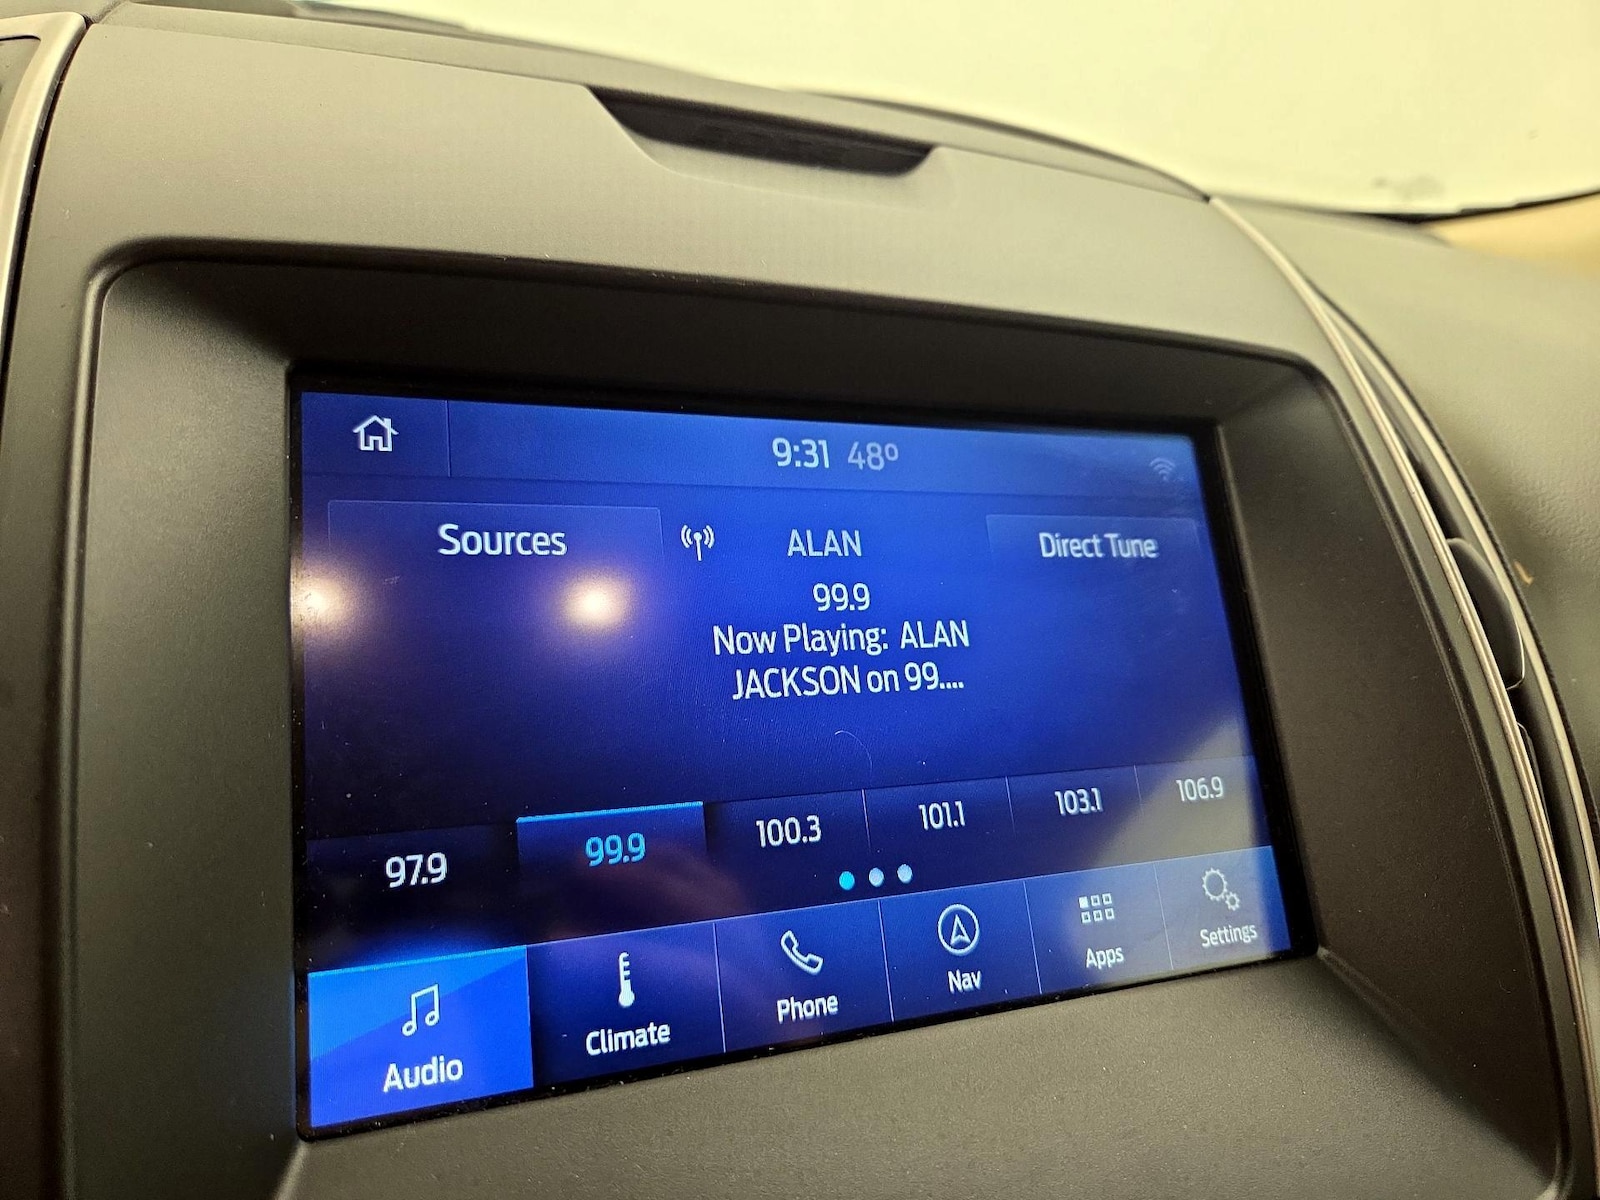 9:31 48°
Sources
ALAN
Direct Tune
99.9
Now Playing: ALAN
JACKSON on 99....
97.9
99.9
100.3
101.1
103.1
106.9
Audio
Climate
Phone
Nav
Apps
Settings